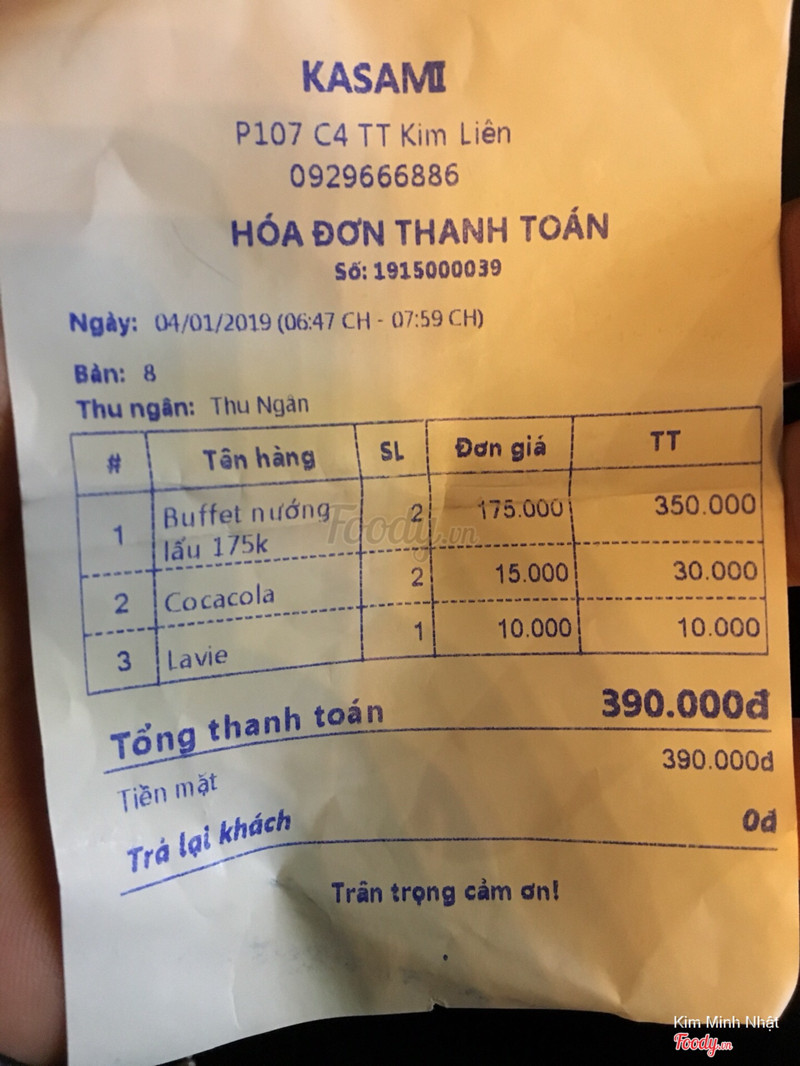 KASAMI
P107 C4 TT Kim Liên
0929666886
HÓA ĐƠN THANH TOÁN
Số: 1915000039
Ngày: 04/01/2019 (06:47 CH - 07:59 CH)
Bàn: 8
Thu ngân: Thu Ngân
# Tên hàng SL Đơn giá TT
1 Buffet nướng 2 175.000 350.000
lẩu 175k
2 Cocacola 2 15.000 30.000
3 Lavie 1 10.000 10.000
Tổng thanh toán 390.000đ
Tiền mặt 390.000đ
Trả lại khách 0đ
Trân trọng cảm ơn!
Foody.vn
Kim Minh Nhật
Foody.vn